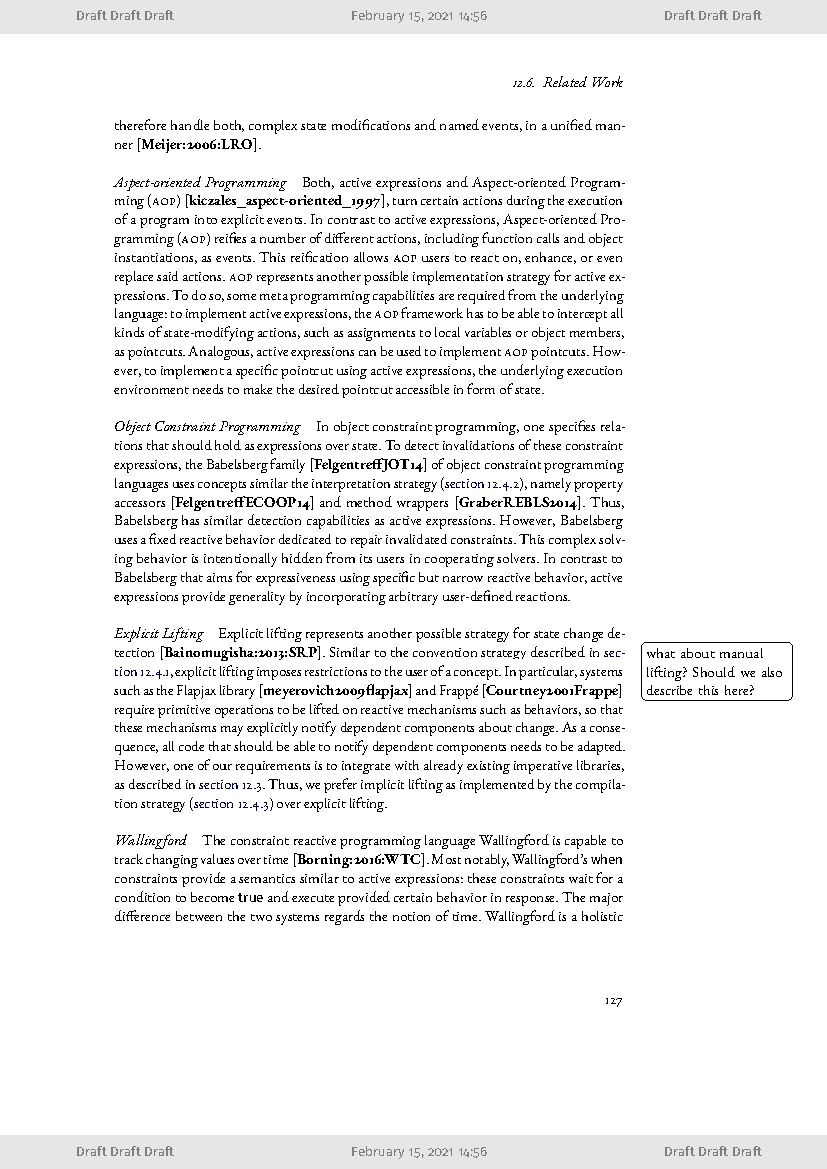 Draft Draft Draft February 15, 2021 14:56 Draft Draft Draft
12.6. Related Work
therefore handle both, complex state modifications and named events, in a unified man-
ner [Meijer:2006:LRO].
Aspect-oriented Programming Both, active expressions and Aspect-oriented Program-
ming (AOP) [kiczales_aspect-oriented_1997], turn certain actions during the execution
of a program into explicit events. In contrast to active expressions, Aspect-oriented Pro-
gramming (AOP) reifies a number of different actions, including function calls and object
instantiations, as events. This reification allows AOP users to react on, enhance, or even
replace said actions. AOP represents another possible implementation strategy for active ex-
pressions. To do so, some meta programming capabilities are required from the underlying
language: to implement active expressions, the AOP framework has to be able to intercept all
kinds of state-modifying actions, such as assignments to local variables or object members,
as pointcuts. Analogous, active expressions can be used to implement AOP pointcuts. How-
ever, to implement a specific pointcut using active expressions, the underlying execution
environment needs to make the desired pointcut accessible in form of state.
Object Constraint Programming In object constraint programming, one specifies rela-
tions that should hold as expressions over state. To detect invalidations of these constraint
expressions, the Babelsberg family [FelgentreffJOT14] of object constraint programming
languages uses concepts similar the interpretation strategy (section 12.4.2), namely property
accessors [FelgentreffECOOP14] and method wrappers [GraberREBLS2014]. Thus,
Babelsberg has similar detection capabilities as active expressions. However, Babelsberg
uses a fixed reactive behavior dedicated to repair invalidated constraints. This complex solv-
ing behavior is intentionally hidden from its users in cooperating solvers. In contrast to
Babelsberg that aims for expressiveness using specific but narrow reactive behavior, active
expressions provide generality by incorporating arbitrary user-defined reactions.
Explicit Lifting Explicit lifting represents another possible strategy for state change de-
tection [Bainomugisha:2013:SRP]. Similar to the convention strategy described in sec-
tion 12.4.1, explicit lifting imposes restrictions to the user of a concept. In particular, systems
such as the Flapjax library [meyerovich2009flapjax] and Frappé [Courtney2001Frappe]
require primitive operations to be lifted on reactive mechanisms such as behaviors, so that
these mechanisms may explicitly notify dependent components about change. As a conse-
quence, all code that should be able to notify dependent components needs to be adapted.
However, one of our requirements is to integrate with already existing imperative libraries,
as described in section 12.3. Thus, we prefer implicit lifting as implemented by the compila-
tion strategy (section 12.4.3) over explicit lifting.
what about manual
lifting? Should we also
describe this here?
Wallingford The constraint reactive programming language Wallingford is capable to
track changing values over time [Borning:2016:WTC]. Most notably, Wallingford's when
constraints provide a semantics similar to active expressions: these constraints wait for a
condition to become true and execute provided certain behavior in response. The major
difference between the two systems regards the notion of time. Wallingford is a holistic
127
Draft Draft Draft February 15, 2021 14:56 Draft Draft Draft